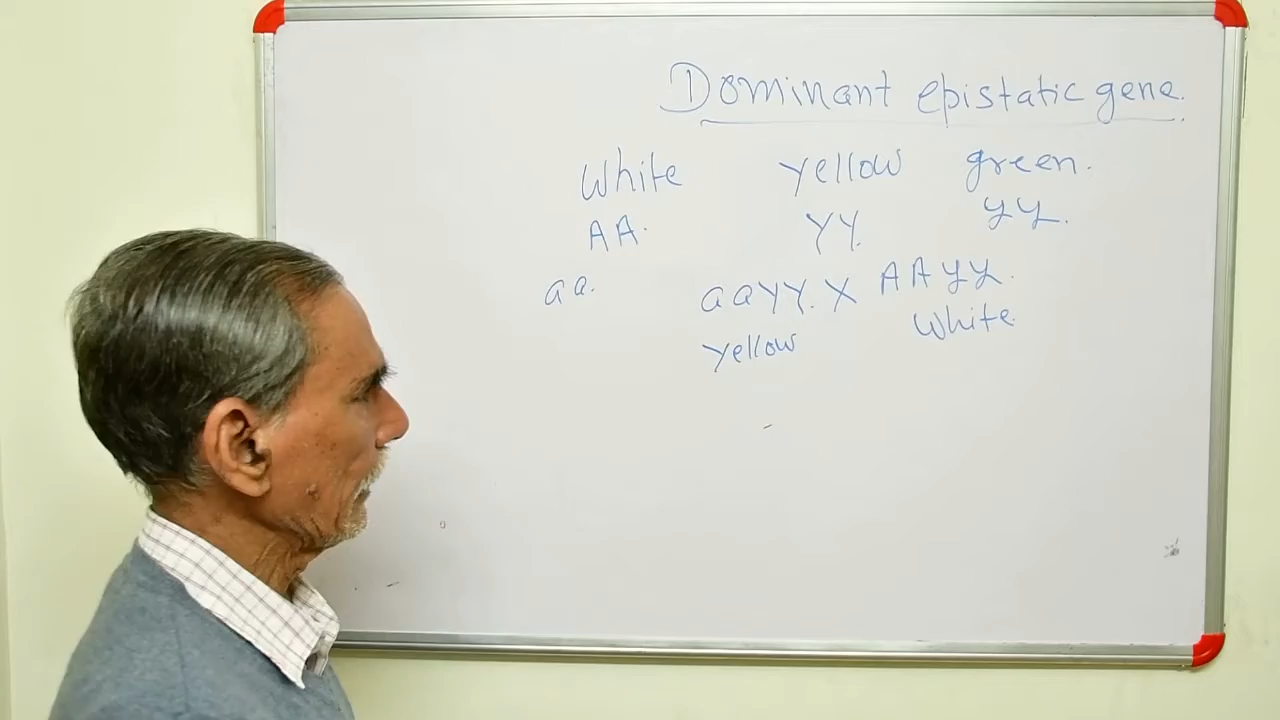 Dominant epistatic gene.
White yellow green.
AA. YY. yy.
aa. aaYY. X AAyy.
yellow White.